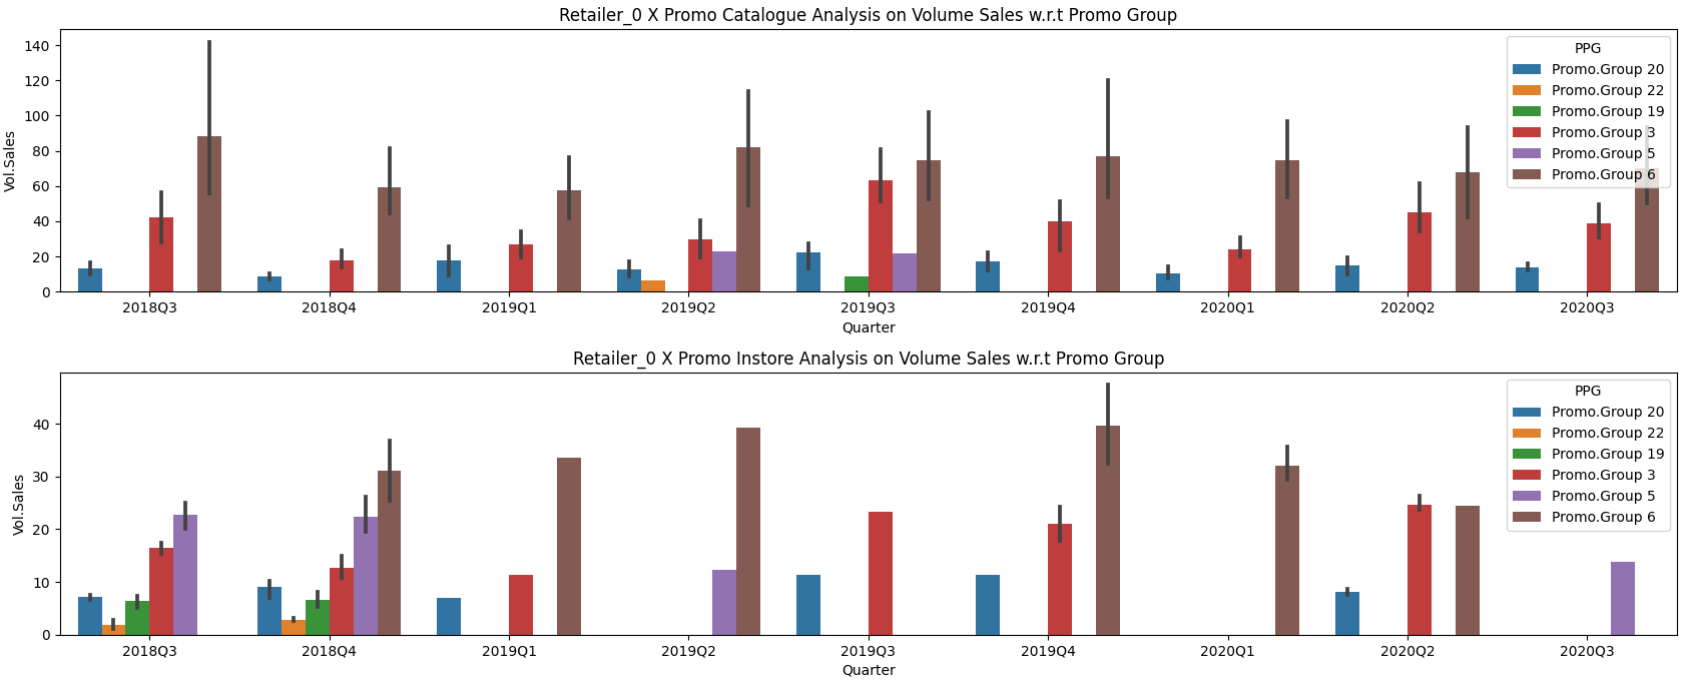 Retailer_0 X Promo Catalogue Analysis on Volume Sales w.r.t Promo Group
140
120
100
80
60
40
20
0
Vol.Sales
PPG
Promo.Group 20
Promo.Group 22
Promo.Group 19
Promo.Group 3
Promo.Group 5
Promo.Group 6
2018Q3 2018Q4 2019Q1 2019Q2 2019Q3 2019Q4 2020Q1 2020Q2 2020Q3
Quarter
Retailer_0 X Promo Instore Analysis on Volume Sales w.r.t Promo Group
40
30
20
10
0
Vol.Sales
PPG
Promo.Group 20
Promo.Group 22
Promo.Group 19
Promo.Group 3
Promo.Group 5
Promo.Group 6
2018Q3 2018Q4 2019Q1 2019Q2 2019Q3 2019Q4 2020Q1 2020Q2 2020Q3
Quarter